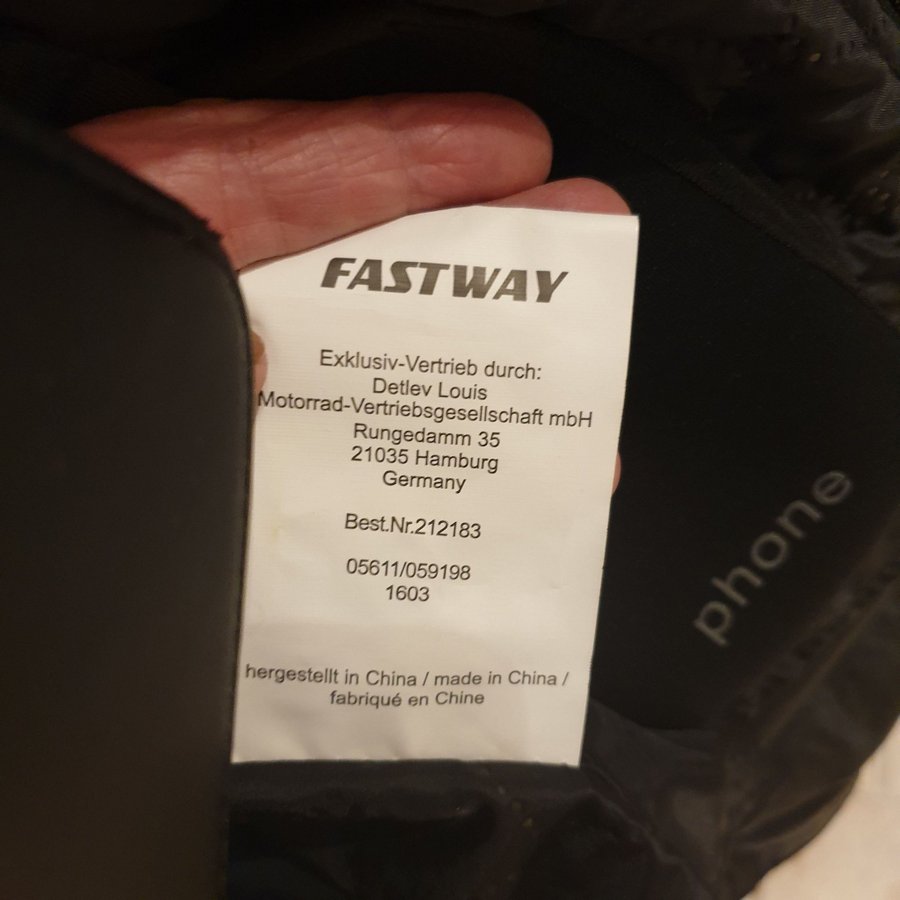 FASTWAY
Exklusiv-Vertrieb durch:
Detlev Louis
Motorrad-Vertriebsgesellschaft mbH
Rungedamm 35
21035 Hamburg
Germany
Best.Nr.212183
05611/059198
1603
hergestellt in China / made in China /
fabriqué en Chine
phone